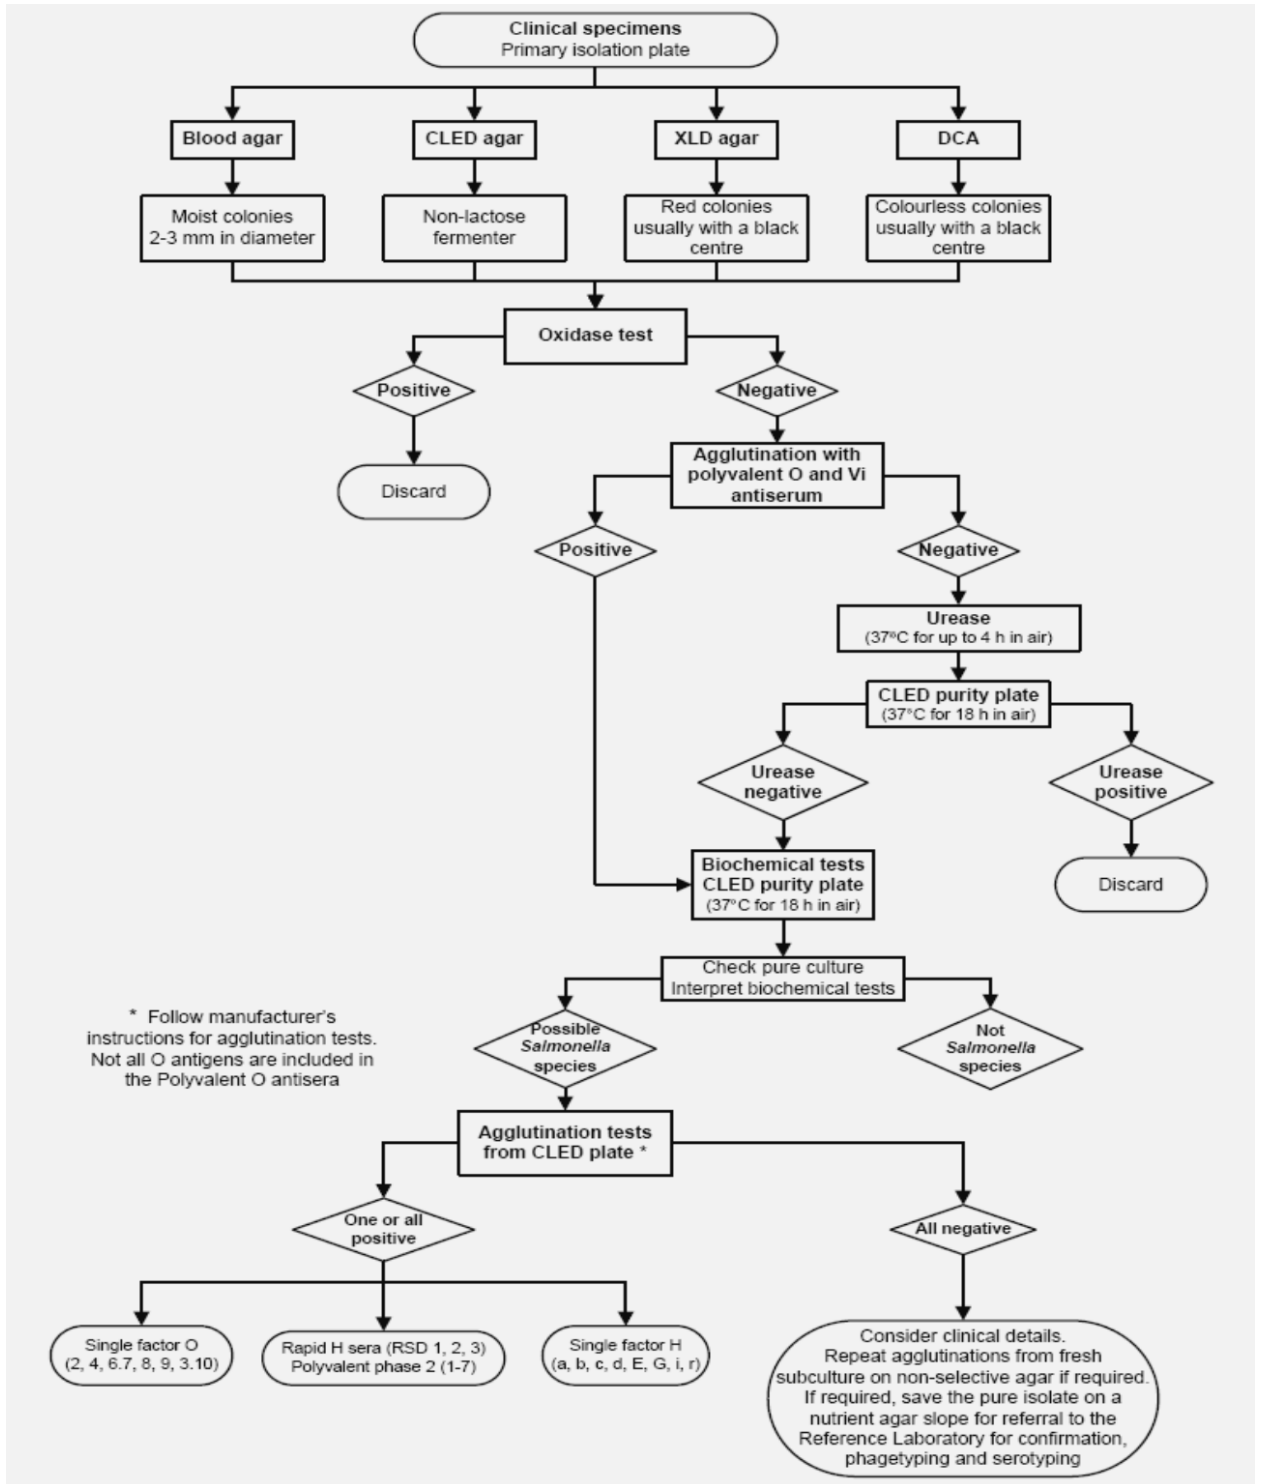 Clinical specimens
Primary isolation plate
Blood agar
CLED agar
XLD agar
DCA
Moist colonies
2-3 mm in diameter
Non-lactose
fermenter
Red colonies
usually with a black
centre
Colourless colonies
usually with a black
centre
Oxidase test
Positive
Negative
Discard
Agglutination with
polyvalent O and Vi
antiserum
Positive
Negative
Urease
(37ºC for up to 4 h in air)
CLED purity plate
(37°C for 18 h in air)
Urease
negative
Urease
positive
Biochemical tests
CLED purity plate
(37°C for 18 h in air)
Discard
Check pure culture
Interpret biochemical tests
* Follow manufacturer's
instructions for agglutination tests.
Not all O antigens are included in
the Polyvalent O antisera
Possible
Salmonella
species
Not
Salmonella
species
Agglutination tests
from CLED plate *
One or all
positive
All negative
Single factor O
(2, 4, 6.7, 8, 9, 3.10)
Rapid H sera (RSD 1, 2, 3)
Polyvalent phase 2 (1-7)
Single factor H
(a, b, c, d, E, G, i, r)
Consider clinical details.
Repeat agglutinations from fresh
subculture on non-selective agar if required.
If required, save the pure isolate on a
nutrient agar slope for referral to the
Reference Laboratory for confirmation,
phagetyping and serotyping